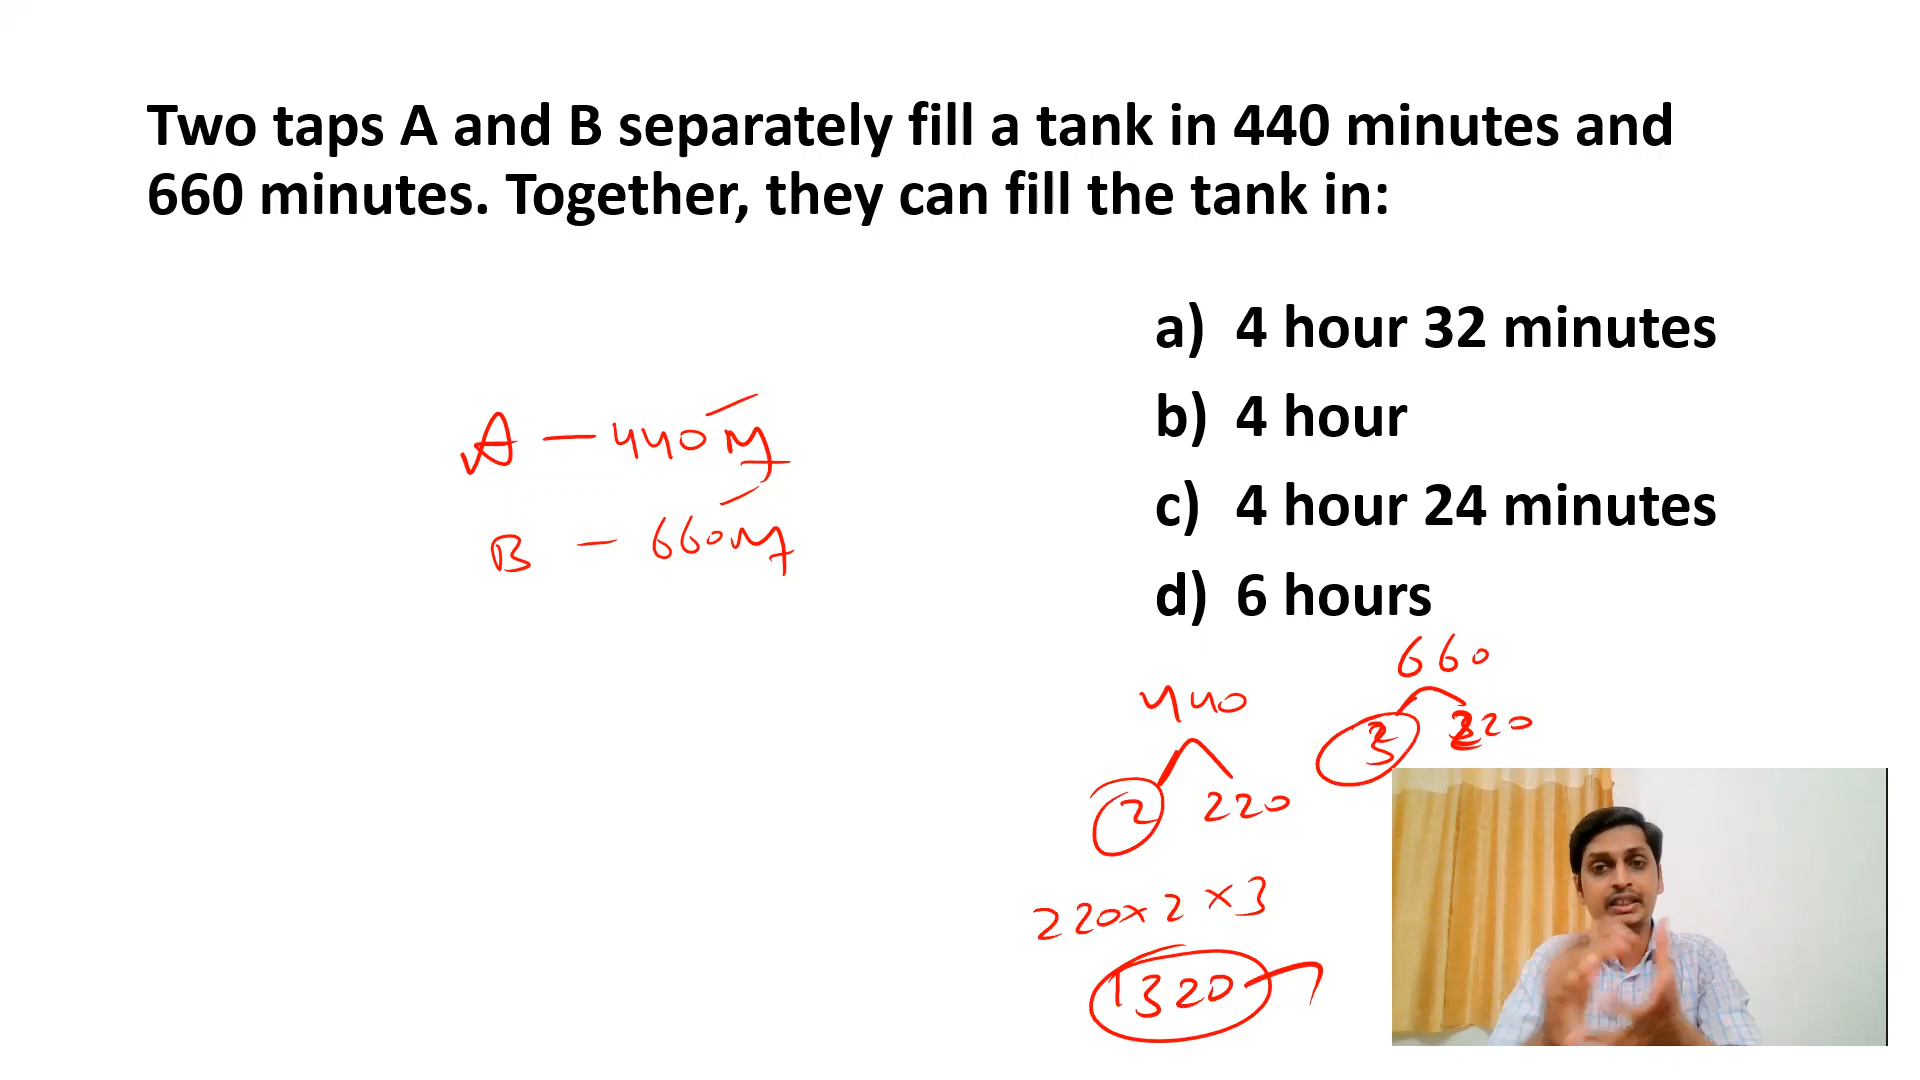 Two taps A and B separately fill a tank in 440 minutes and
660 minutes. Together, they can fill the tank in:
a) 4 hour 32 minutes
b) 4 hour
c) 4 hour 24 minutes
d) 6 hours
A — 440 m
B — 660 m
440
2 220
660
3 220
220 × 2 × 3
1320